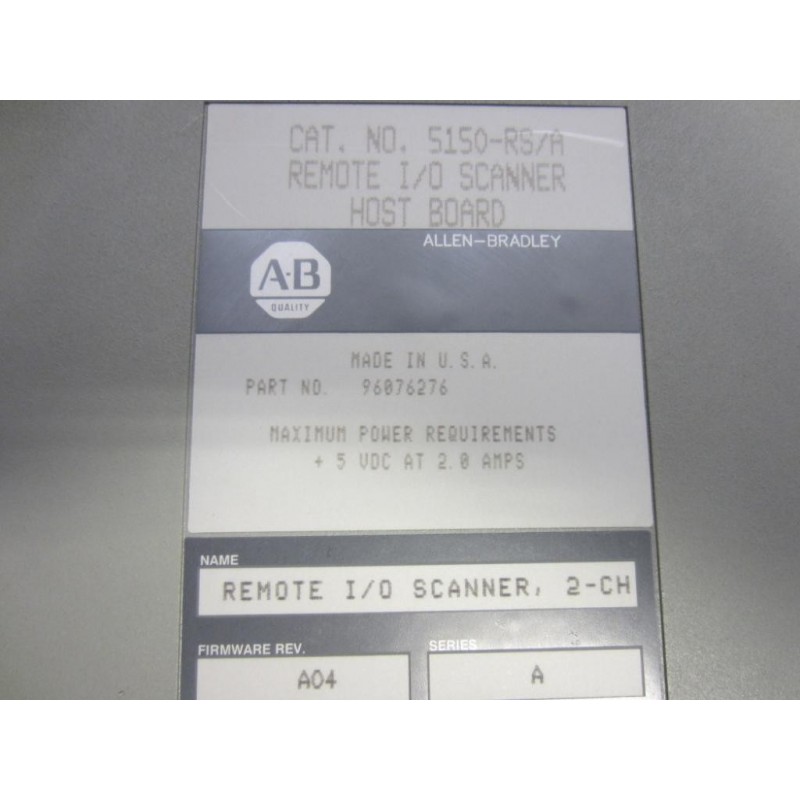 CAT. NO. 5150-RS/A
REMOTE I/O SCANNER
HOST BOARD
ALLEN-BRADLEY
A-B
QUALITY
MADE IN U.S.A.
PART NO. 96076276
MAXIMUM POWER REQUIREMENTS
+ 5 VDC AT 2.0 AMPS
NAME
REMOTE I/O SCANNER, 2-CH
FIRMWARE REV.
SERIES
A04
A